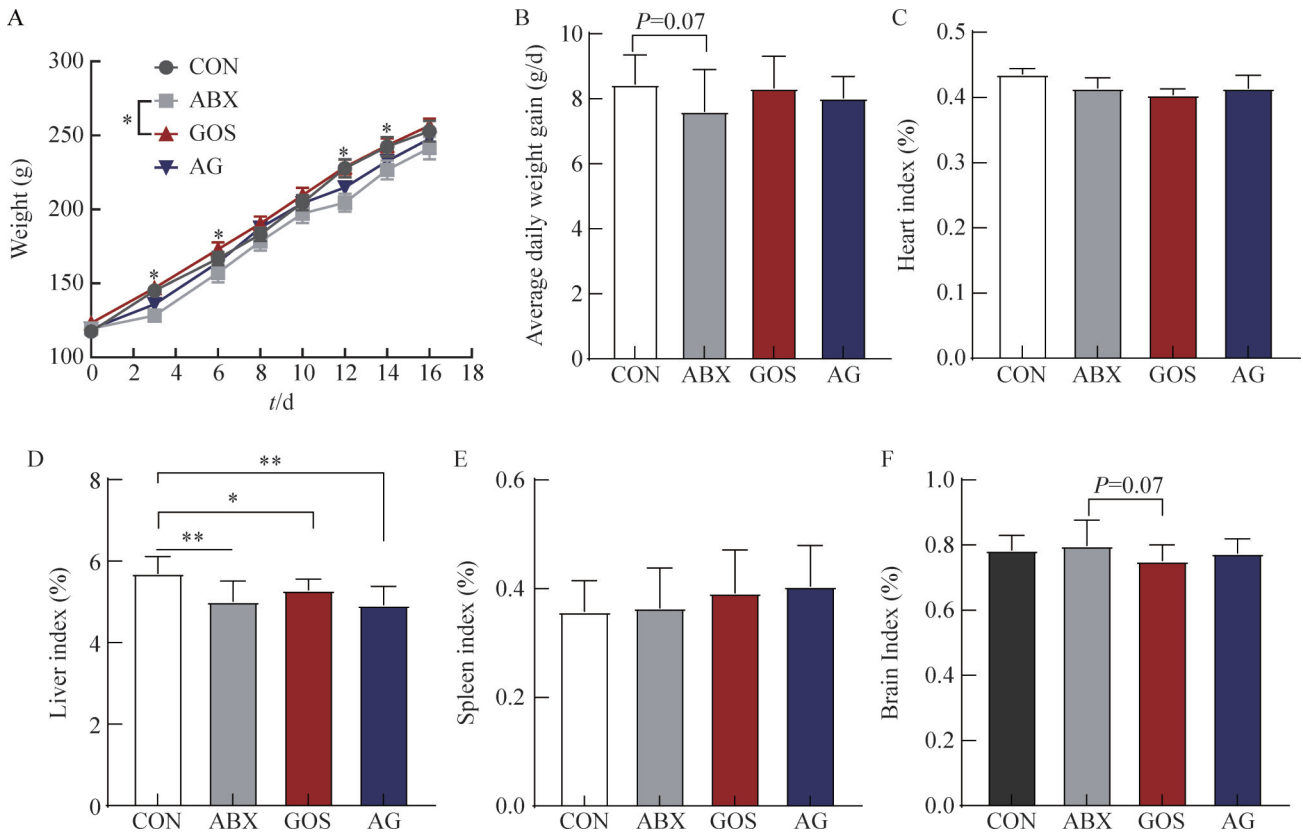 A
Weight (g)
300
250
200
150
100
CON
ABX
GOS
AG
*
*
*
*
*
0 2 4 6 8 10 12 14 16 18
t/d
B
Average daily weight gain (g/d)
10
8
6
4
2
0
P=0.07
CON ABX GOS AG
C
Heart index (%)
0.5
0.4
0.3
0.2
0.1
0.0
CON ABX GOS AG
D
Liver index (%)
8
6
4
2
0
**
*
**
CON ABX GOS AG
E
Spleen index (%)
0.6
0.4
0.2
0.0
CON ABX GOS AG
F
Brain Index (%)
1.0
0.8
0.6
0.4
0.2
0.0
P=0.07
CON ABX GOS AG